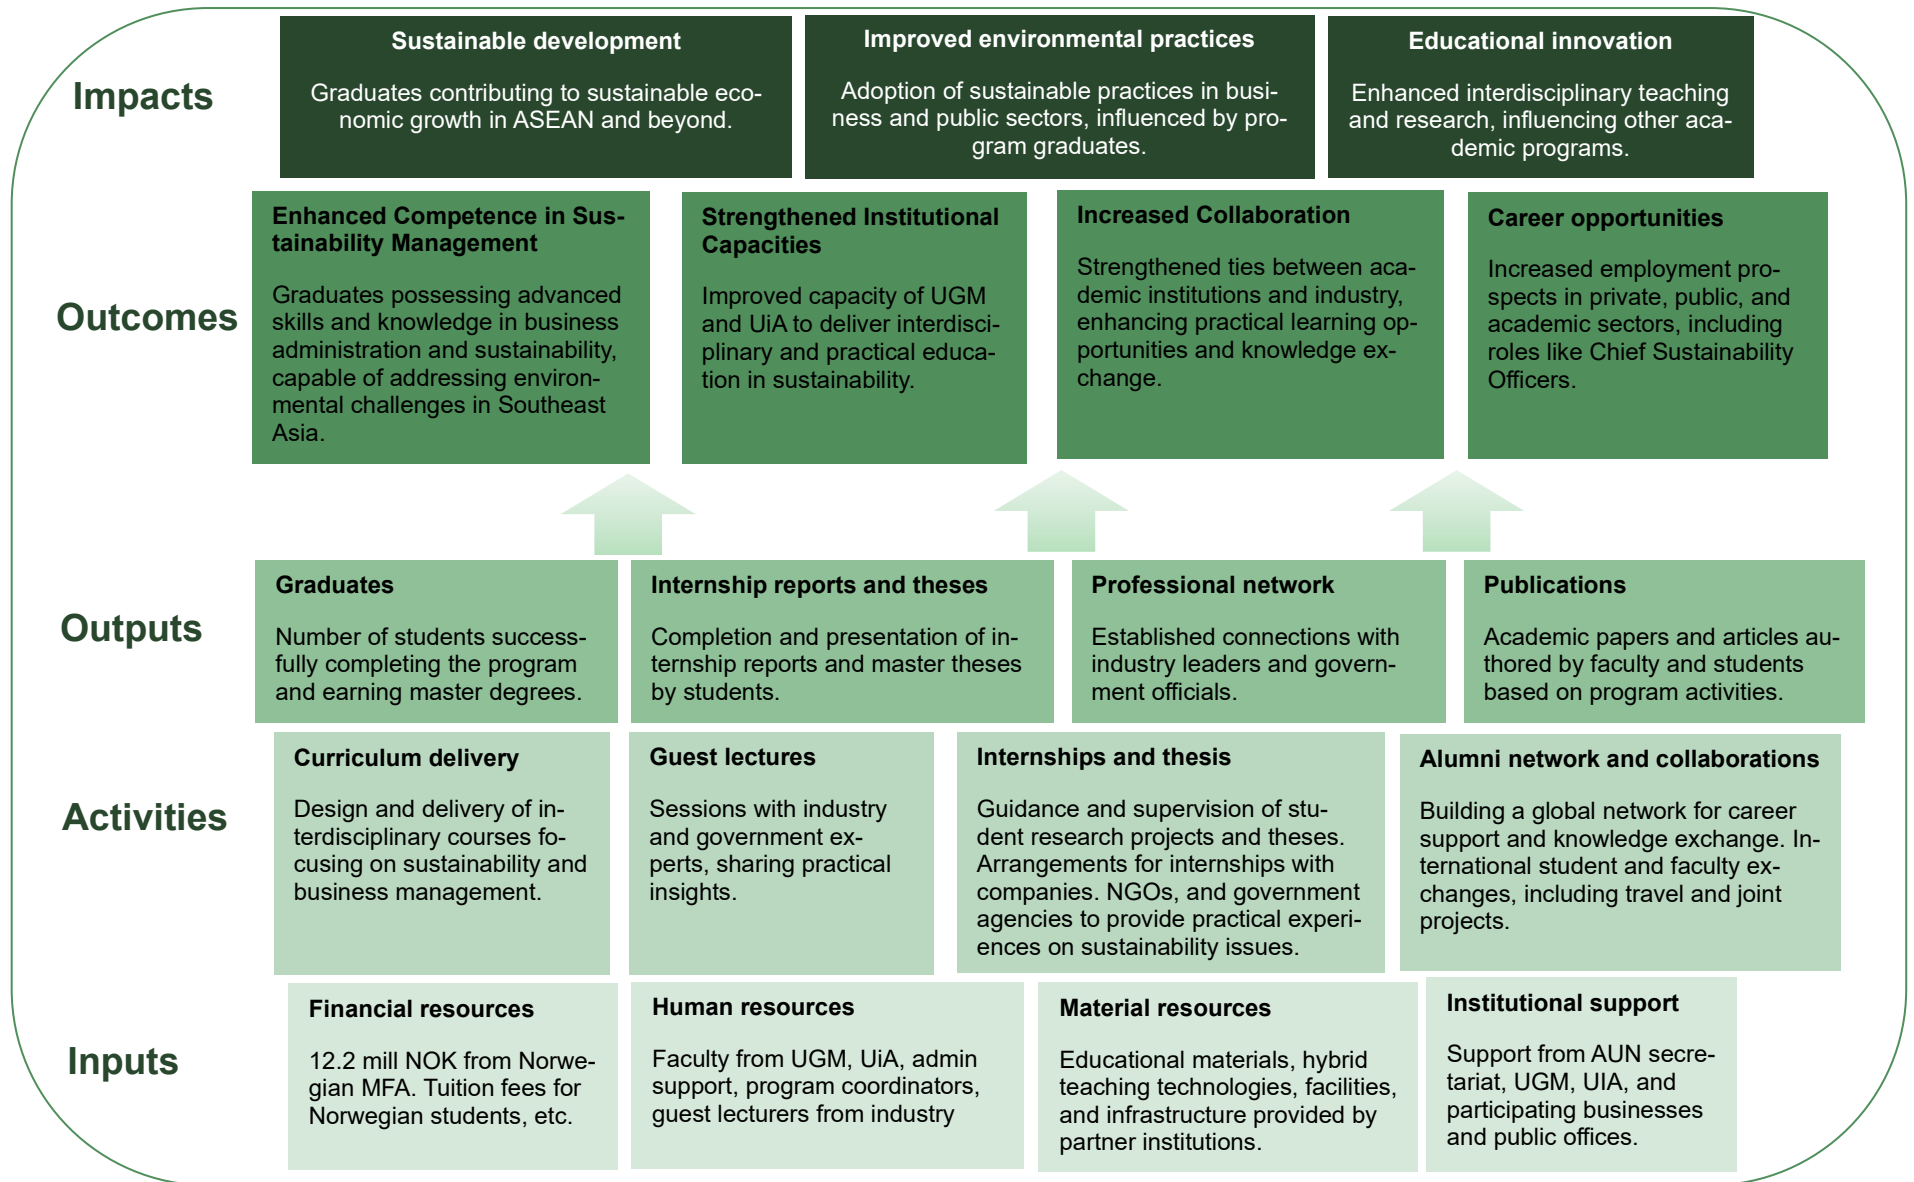 Impacts
Sustainable development
Graduates contributing to sustainable eco-
nomic growth in ASEAN and beyond.
Improved environmental practices
Adoption of sustainable practices in busi-
ness and public sectors, influenced by pro-
gram graduates.
Educational innovation
Enhanced interdisciplinary teaching
and research, influencing other aca-
demic programs.
Outcomes
Enhanced Competence in Sus-
tainability Management
Graduates possessing advanced
skills and knowledge in business
administration and sustainability,
capable of addressing environ-
mental challenges in Southeast
Asia.
Strengthened Institutional
Capacities
Improved capacity of UGM
and UiA to deliver interdisci-
plinary and practical educa-
tion in sustainability.
Increased Collaboration
Strengthened ties between aca-
demic institutions and industry,
enhancing practical learning op-
portunities and knowledge ex-
change.
Career opportunities
Increased employment pro-
spects in private, public, and
academic sectors, including
roles like Chief Sustainability
Officers.
Outputs
Graduates
Number of students success-
fully completing the program
and earning master degrees.
Internship reports and theses
Completion and presentation of in-
ternship reports and master theses
by students.
Professional network
Established connections with
industry leaders and govern-
ment officials.
Publications
Academic papers and articles au-
thored by faculty and students
based on program activities.
Activities
Curriculum delivery
Design and delivery of in-
terdisciplinary courses fo-
cusing on sustainability and
business management.
Guest lectures
Sessions with industry
and government ex-
perts, sharing practical
insights.
Internships and thesis
Guidance and supervision of stu-
dent research projects and theses.
Arrangements for internships with
companies. NGOs, and government
agencies to provide practical experi-
ences on sustainability issues.
Alumni network and collaborations
Building a global network for career
support and knowledge exchange. In-
ternational student and faculty ex-
changes, including travel and joint
projects.
Inputs
Financial resources
12.2 mill NOK from Norwe-
gian MFA. Tuition fees for
Norwegian students, etc.
Human resources
Faculty from UGM, UiA, admin
support, program coordinators,
guest lecturers from industry
Material resources
Educational materials, hybrid
teaching technologies, facilities,
and infrastructure provided by
partner institutions.
Institutional support
Support from AUN secre-
tariat, UGM, UIA, and
participating businesses
and public offices.